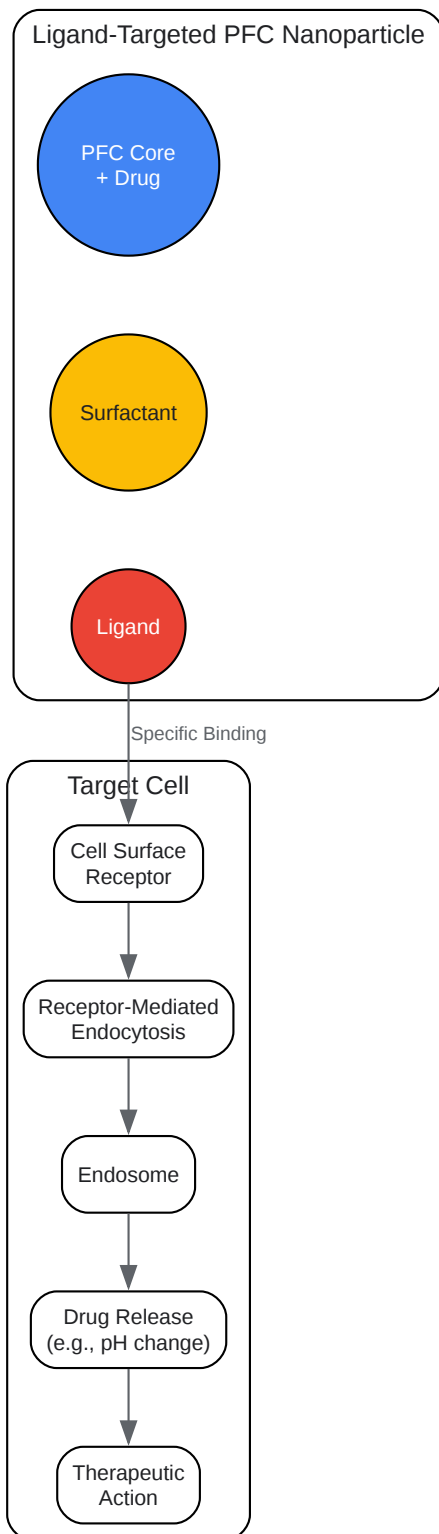 Ligand-Targeted PFC Nanoparticle
PFC Core
+ Drug
Surfactant
Ligand
Specific Binding
Target Cell
Cell Surface
Receptor
Receptor-Mediated
Endocytosis
Endosome
Drug Release
(e.g., pH change)
Therapeutic
Action